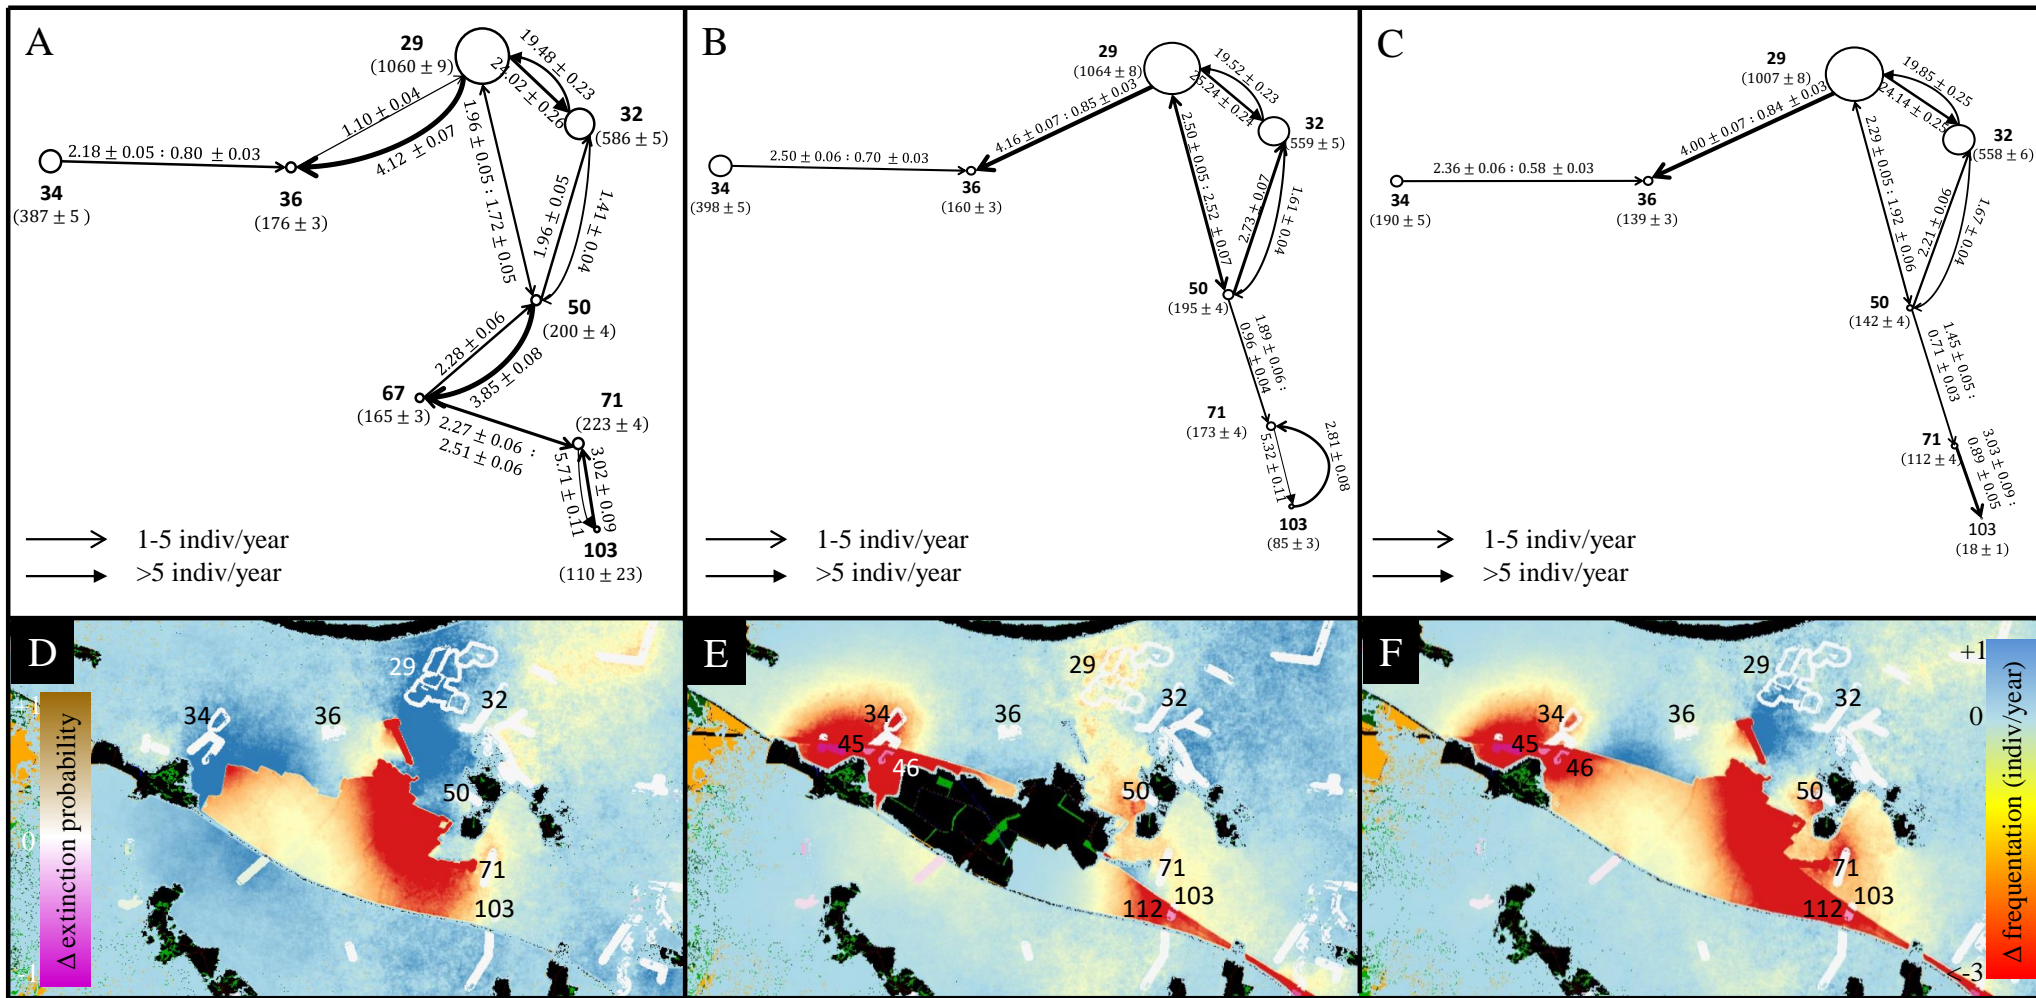 A
29
(1060 ± 9)
19.48 ± 0.23
24.02 ± 0.26
32
(586 ± 5)
1.10 ± 0.04
4.12 ± 0.07
2.18 ± 0.05 : 0.80 ± 0.03
34
(387 ± 5)
36
(176 ± 3)
1.96 ± 0.05 : 1.72 ± 0.05
1.96 ± 0.05
1.41 ± 0.04
50
(200 ± 4)
2.28 ± 0.06
3.85 ± 0.08
67
(165 ± 3)
71
(223 ± 4)
2.27 ± 0.06 :
2.51 ± 0.06
5.71 ± 0.11
3.02 ± 0.09
103
(110 ± 23)
1-5 indiv/year
>5 indiv/year
B
29
(1064 ± 8)
19.52 ± 0.23
25.24 ± 0.24
32
(559 ± 5)
4.16 ± 0.07 : 0.85 ± 0.03
2.50 ± 0.06 : 0.70 ± 0.03
34
(398 ± 5)
36
(160 ± 3)
2.50 ± 0.05 : 2.52 ± 0.07
2.73 ± 0.07
1.61 ± 0.04
50
(195 ± 4)
1.89 ± 0.06 :
0.96 ± 0.04
71
(173 ± 4)
5.32 ± 0.11
2.81 ± 0.08
103
(85 ± 3)
1-5 indiv/year
>5 indiv/year
C
29
(1007 ± 8)
19.85 ± 0.25
24.14 ± 0.25
32
(558 ± 6)
4.00 ± 0.07 : 0.84 ± 0.03
2.36 ± 0.06 : 0.58 ± 0.03
34
(190 ± 5)
36
(139 ± 3)
2.29 ± 0.05 : 1.92 ± 0.06
2.21 ± 0.06
1.67 ± 0.04
50
(142 ± 4)
1.45 ± 0.05 :
0.71 ± 0.03
71
(112 ± 4)
3.03 ± 0.09 :
0.89 ± 0.05
103
(18 ± 1)
1-5 indiv/year
>5 indiv/year
D
29
32
34
36
50
71
103
+1
0
-1
Δ extinction probability
E
29
32
34
36
45
46
50
71
103
112
F
29
32
34
36
45
46
50
71
103
112
+1
0
<-3
Δ frequentation (indiv/year)